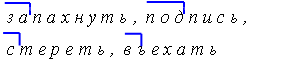 запахнуть, подпись,
стереть, въехать